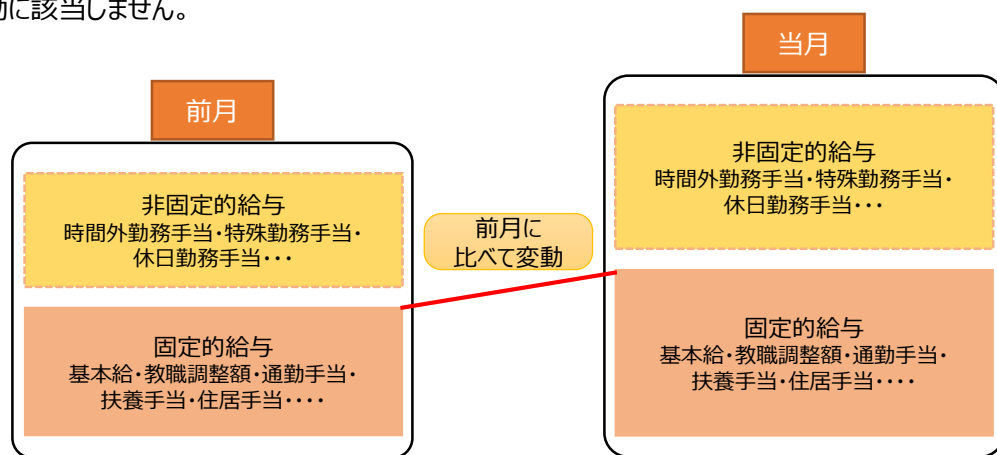 動に該当しません。
当月
前月
非固定的給与
時間外勤務手当・特殊勤務手当・
休日勤務手当・・・
非固定的給与
時間外勤務手当・特殊勤務手当・
休日勤務手当・・・
前月に
比べて変動
固定的給与
基本給・教職調整額・通勤手当・
扶養手当・住居手当・・・・
固定的給与
基本給・教職調整額・通勤手当・
扶養手当・住居手当・・・・